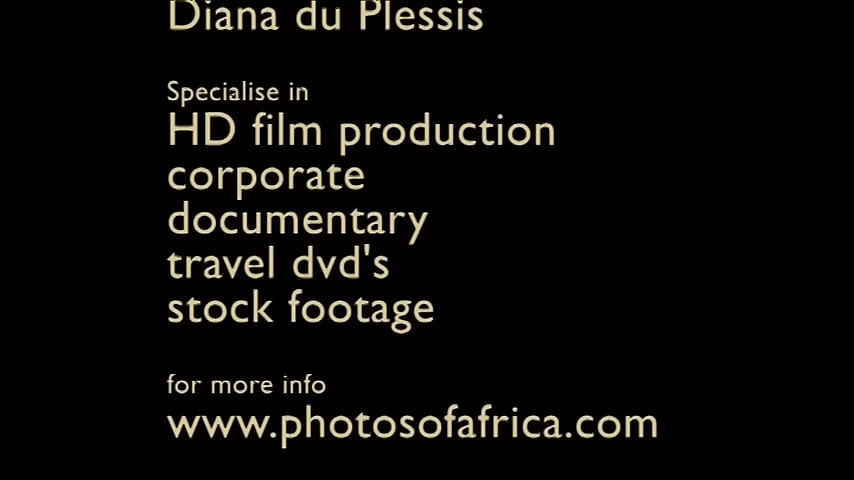 Diana du Plessis
Specialise in
HD film production
corporate
documentary
travel dvd's
stock footage
for more info
www.photosofafrica.com